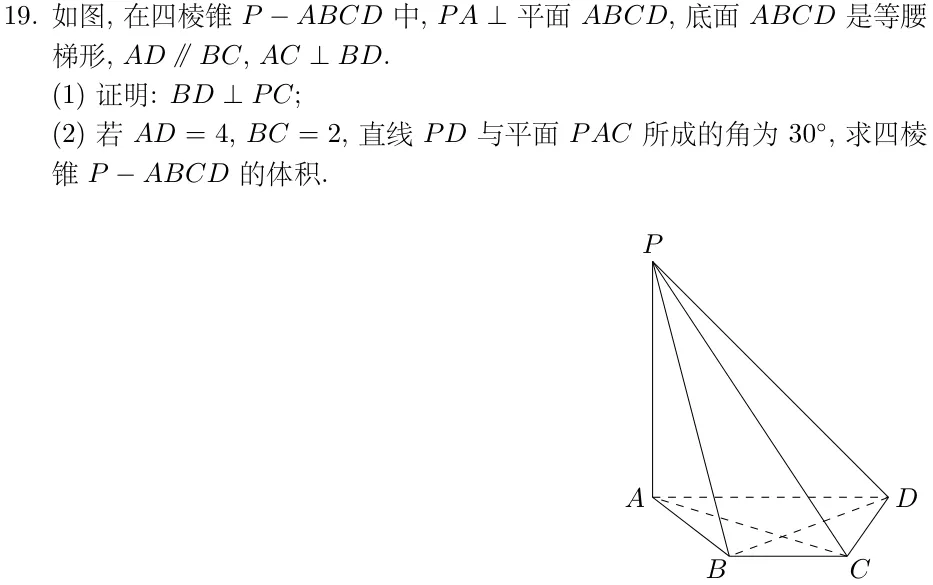 19. 如图, 在四棱锥 P − ABCD 中, PA ⊥ 平面 ABCD, 底面 ABCD 是等腰
梯形, AD ∥ BC, AC ⊥ BD.
(1) 证明: BD ⊥ PC;
(2) 若 AD = 4, BC = 2, 直线 PD 与平面 PAC 所成的角为 30°, 求四棱
锥 P − ABCD 的体积.
P
A
D
B
C